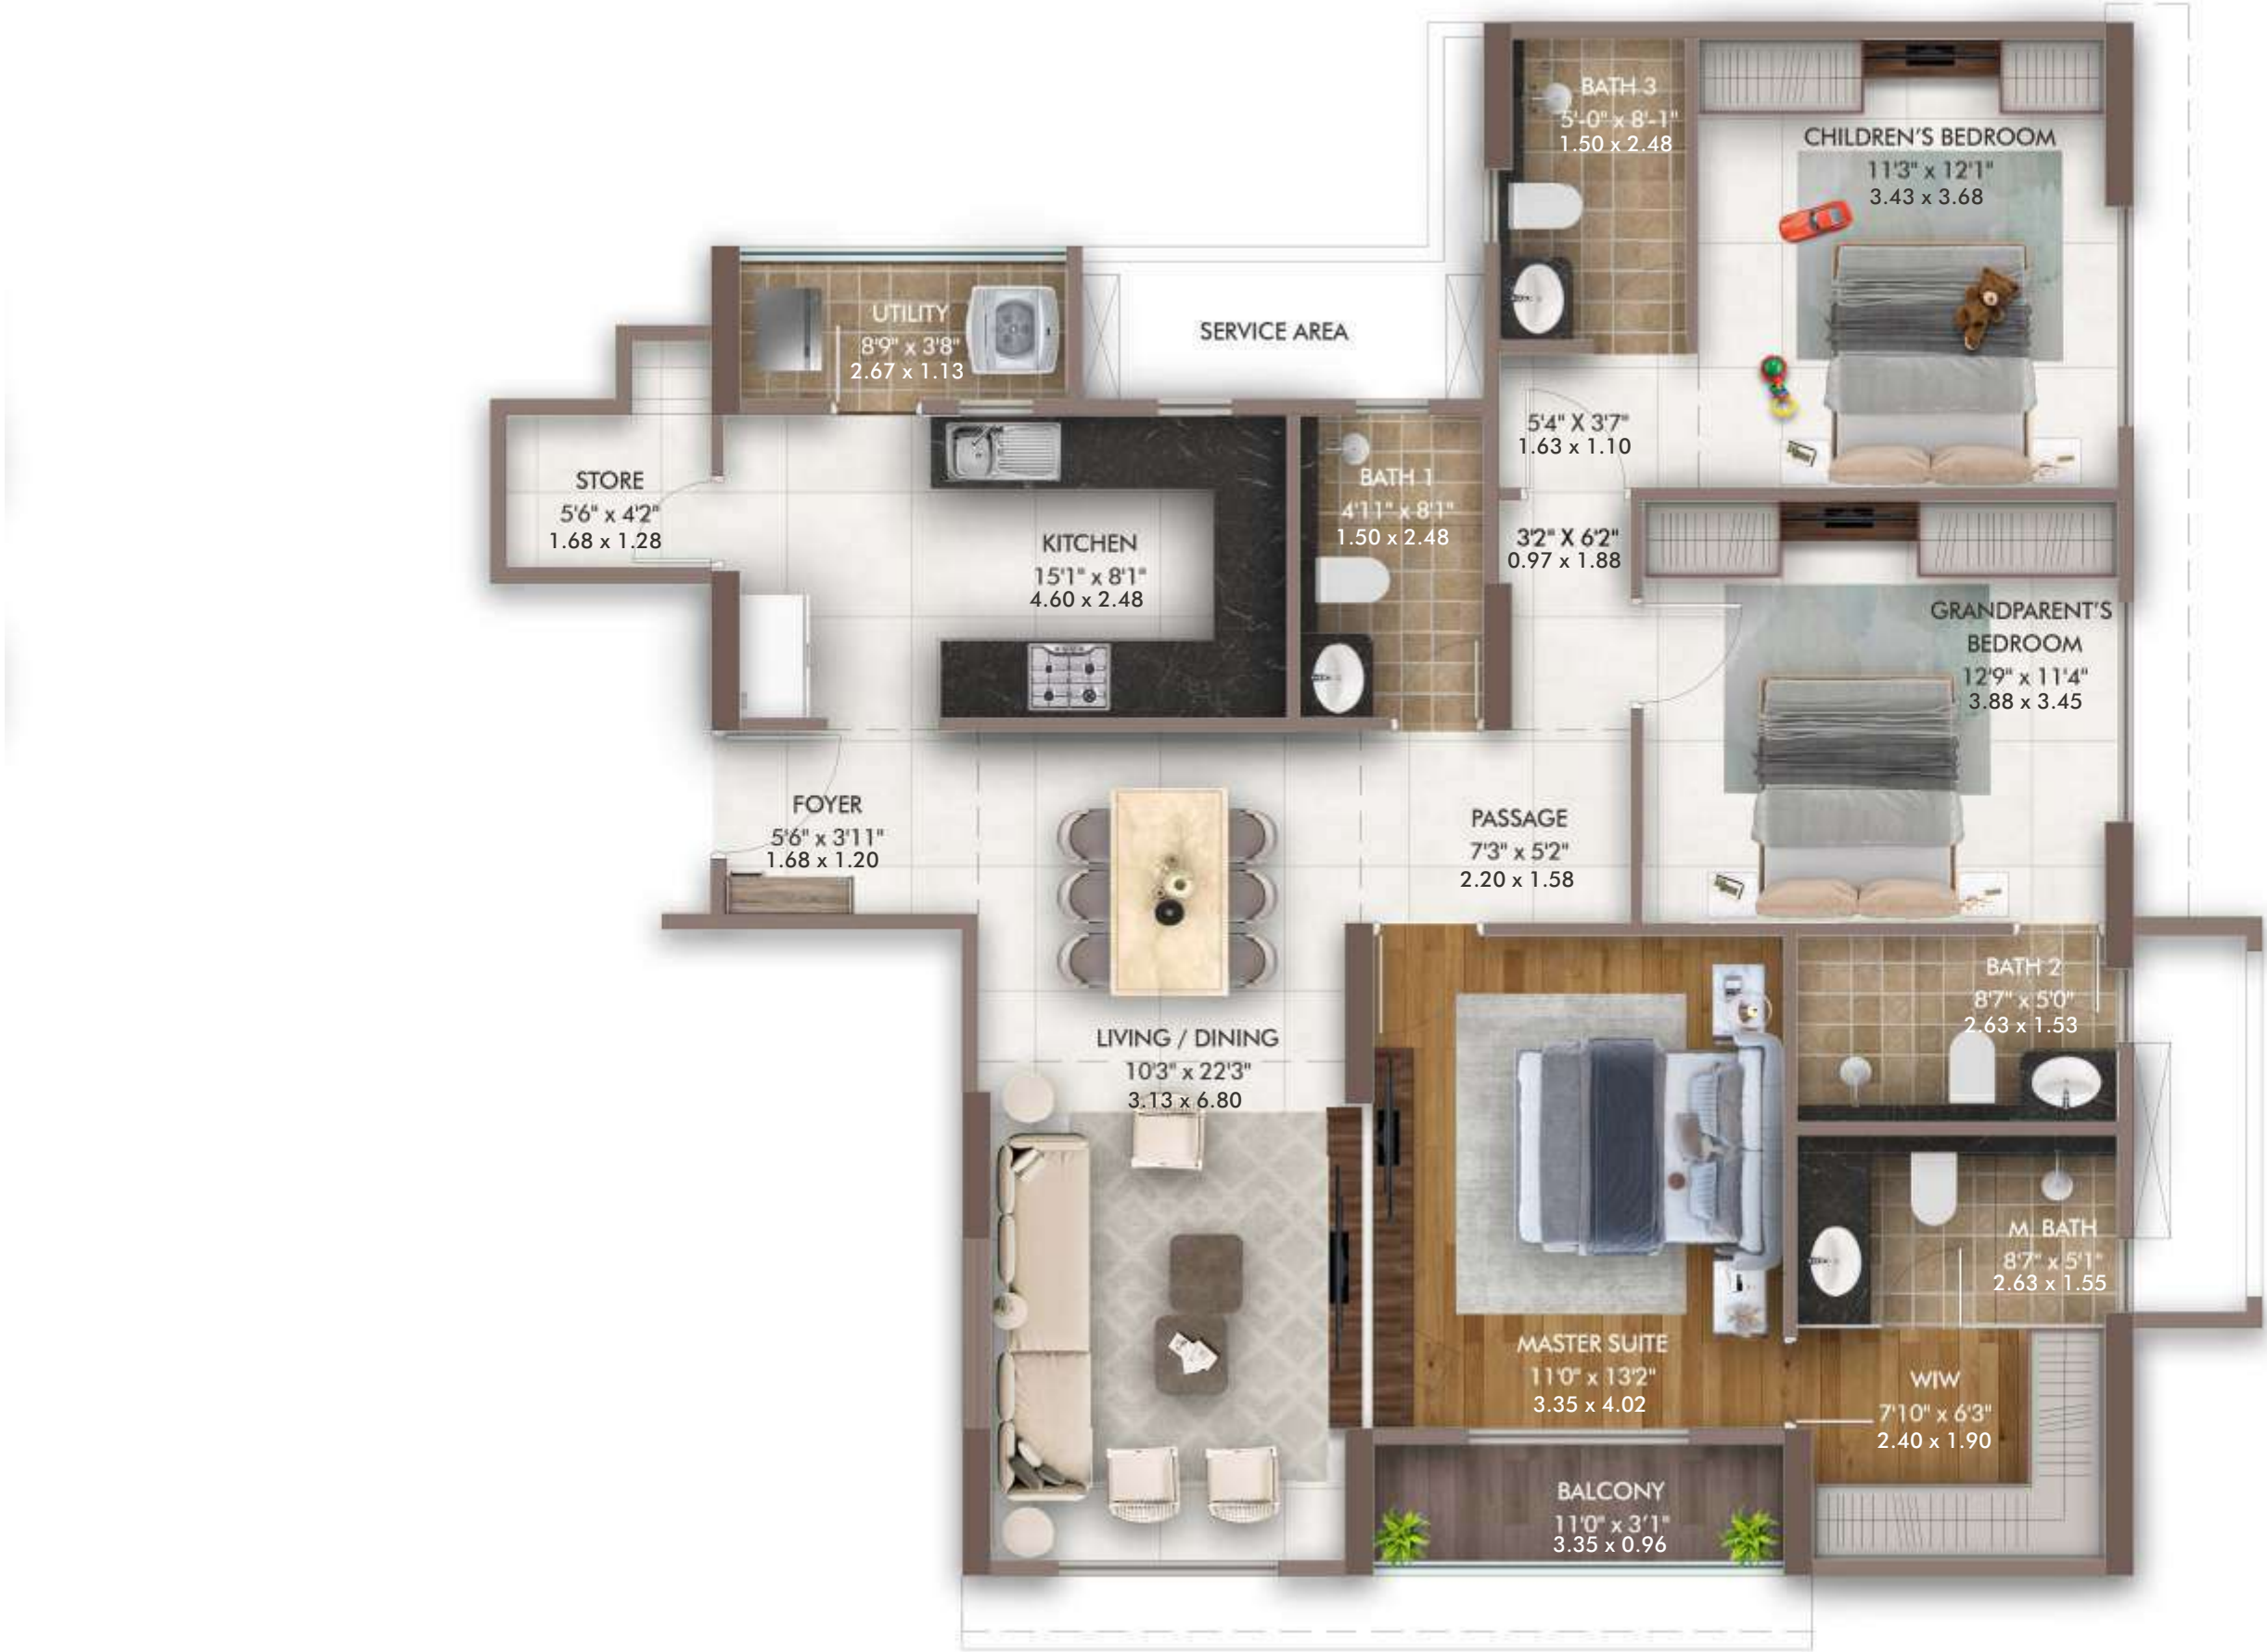 BATH 3
5'-0" x 8'-1"
1.50 x 2.48
CHILDREN'S BEDROOM
11'3" x 12'1"
3.43 x 3.68
UTILITY
8'9" x 3'8"
2.67 x 1.13
SERVICE AREA
5'4" X 3'7"
1.63 x 1.10
STORE
5'6" x 4'2"
1.68 x 1.28
KITCHEN
15'1" x 8'1"
4.60 x 2.48
BATH 1
4'11" x 8'1"
1.50 x 2.48
3'2" X 6'2"
0.97 x 1.88
GRANDPARENT'S
BEDROOM
12'9" x 11'4"
3.88 x 3.45
FOYER
5'6" x 3'11"
1.68 x 1.20
PASSAGE
7'3" x 5'2"
2.20 x 1.58
BATH 2
8'7" x 5'0"
2.63 x 1.53
LIVING / DINING
10'3" x 22'3"
3.13 x 6.80
M. BATH
8'7" x 5'1"
2.63 x 1.55
MASTER SUITE
11'0" x 13'2"
3.35 x 4.02
WIW
7'10" x 6'3"
2.40 x 1.90
BALCONY
11'0" x 3'1"
3.35 x 0.96